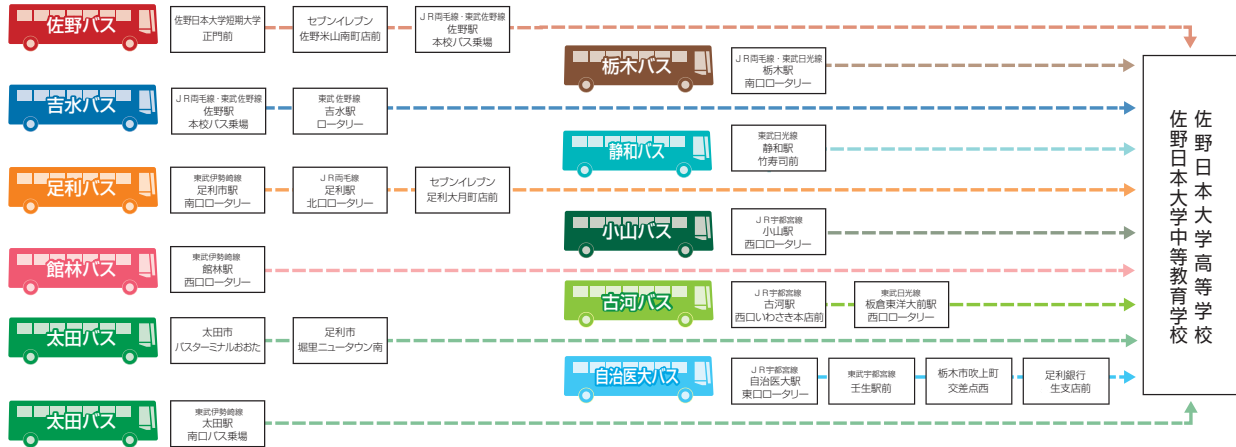 佐野バス
佐野日本大学短期大学
正門前
セブンイレブン
佐野米山南町店前
JR両毛線・東武佐野線
佐野駅
本校バス乗場
栃木バス
JR両毛線・東武日光線
栃木駅
南口ロータリー
吉水バス
JR両毛線・東武佐野線
佐野駅
本校バス乗場
東武佐野線
吉水駅
ロータリー
静和バス
東武日光線
静和駅
竹寿司前
足利バス
東武伊勢崎線
足利市駅
南口ロータリー
JR両毛線
足利駅
北口ロータリー
セブンイレブン
足利大月町店前
小山バス
JR宇都宮線
小山駅
西口ロータリー
館林バス
東武伊勢崎線
館林駅
西口ロータリー
古河バス
JR宇都宮線
古河駅
西口いわさき本店前
東武日光線
板倉東洋大前駅
西口ロータリー
太田バス
太田市
バスターミナルおおた
足利市
堀里ニュータウン南
自治医大バス
JR宇都宮線
自治医大駅
東口ロータリー
東武宇都宮線
壬生駅前
栃木市吹上町
交差点西
足利銀行
生支店前
太田バス
東武伊勢崎線
太田駅
南口バス乗場
佐野日本大学高等学校
佐野日本大学中等教育学校